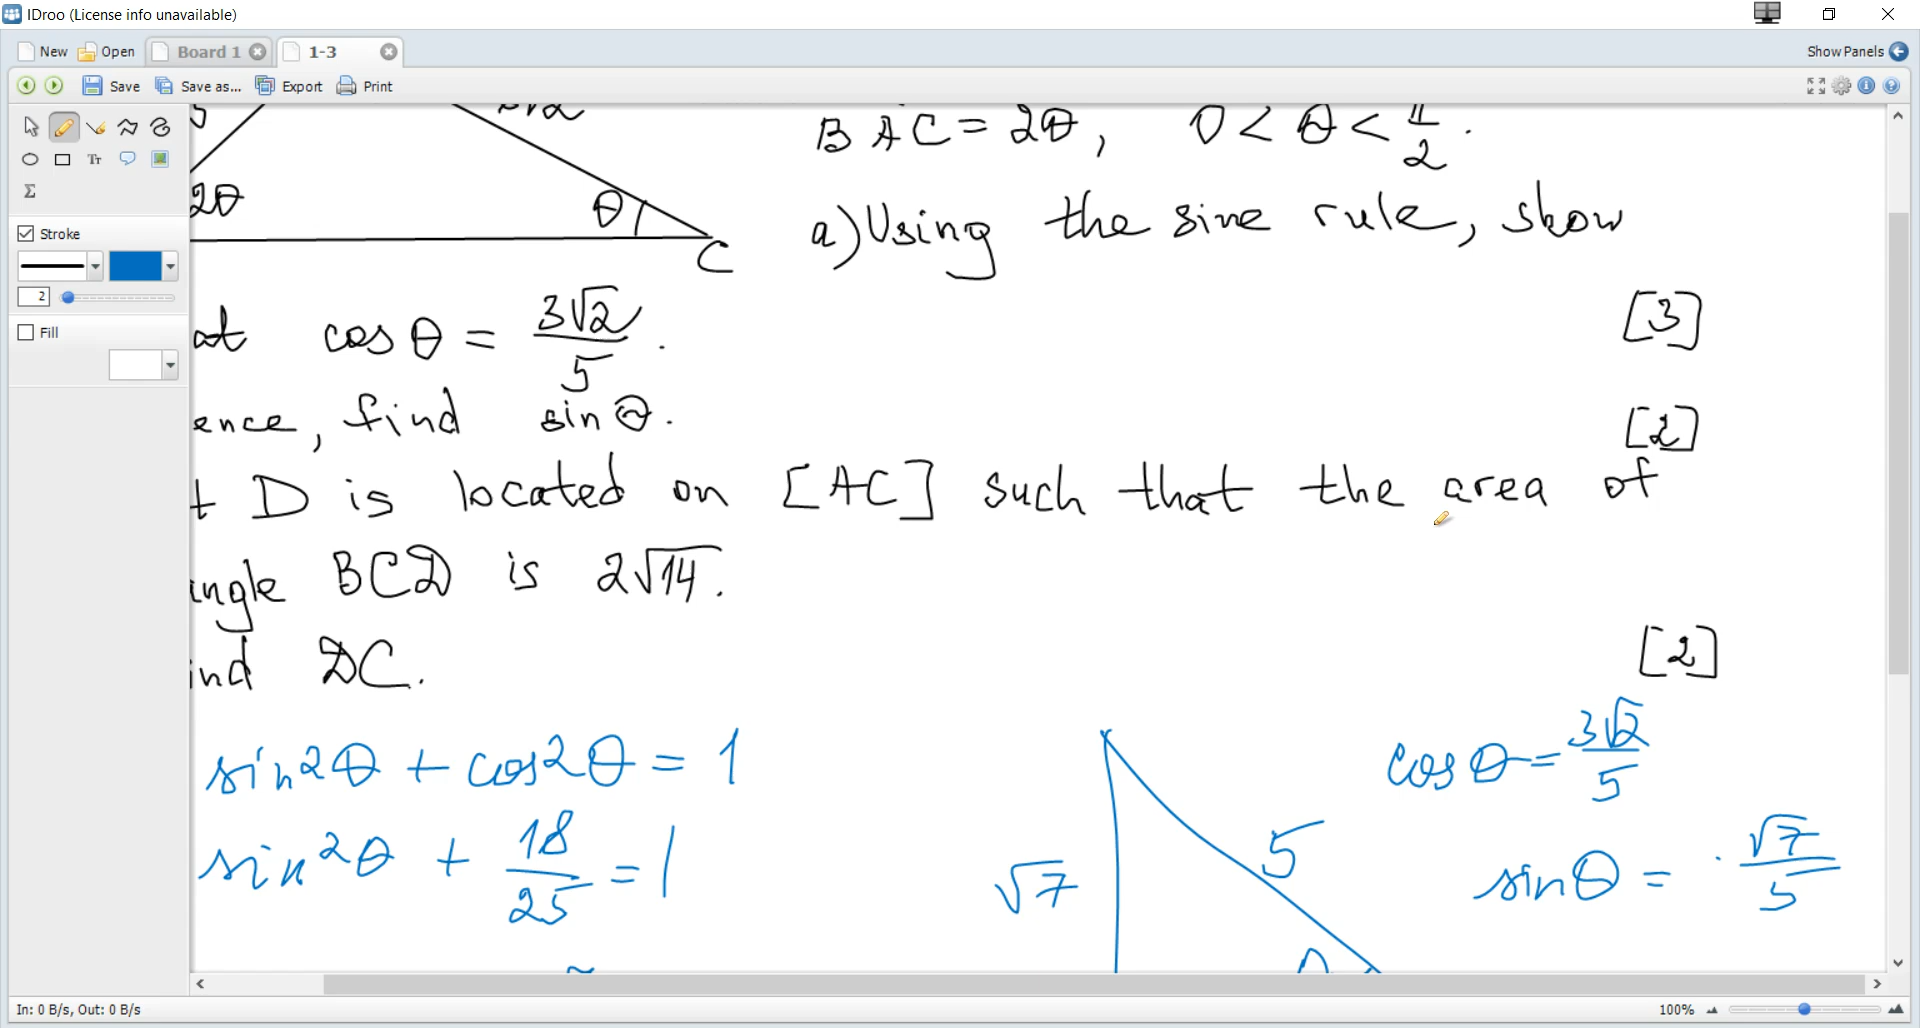 IDroo (License info unavailable)
New Open Board 1 1-3 Show Panels
Save Save as... Export Print
Tr
Σ
Stroke
2
Fill
BAC = 2θ, 0 < θ < π/2.
2θ θ C
a) Using the sine rule, show
at cos θ = 3√2/5. [3]
ence, find sin θ. [2]
t D is located on [AC] such that the area of
ngle BCD is 2√14.
ind DC. [2]
sin²θ + cos²θ = 1
sin²θ + 18/25 = 1
√7 5
cos θ = 3√2/5
sin θ = √7/5
In: 0 B/s, Out: 0 B/s 100%